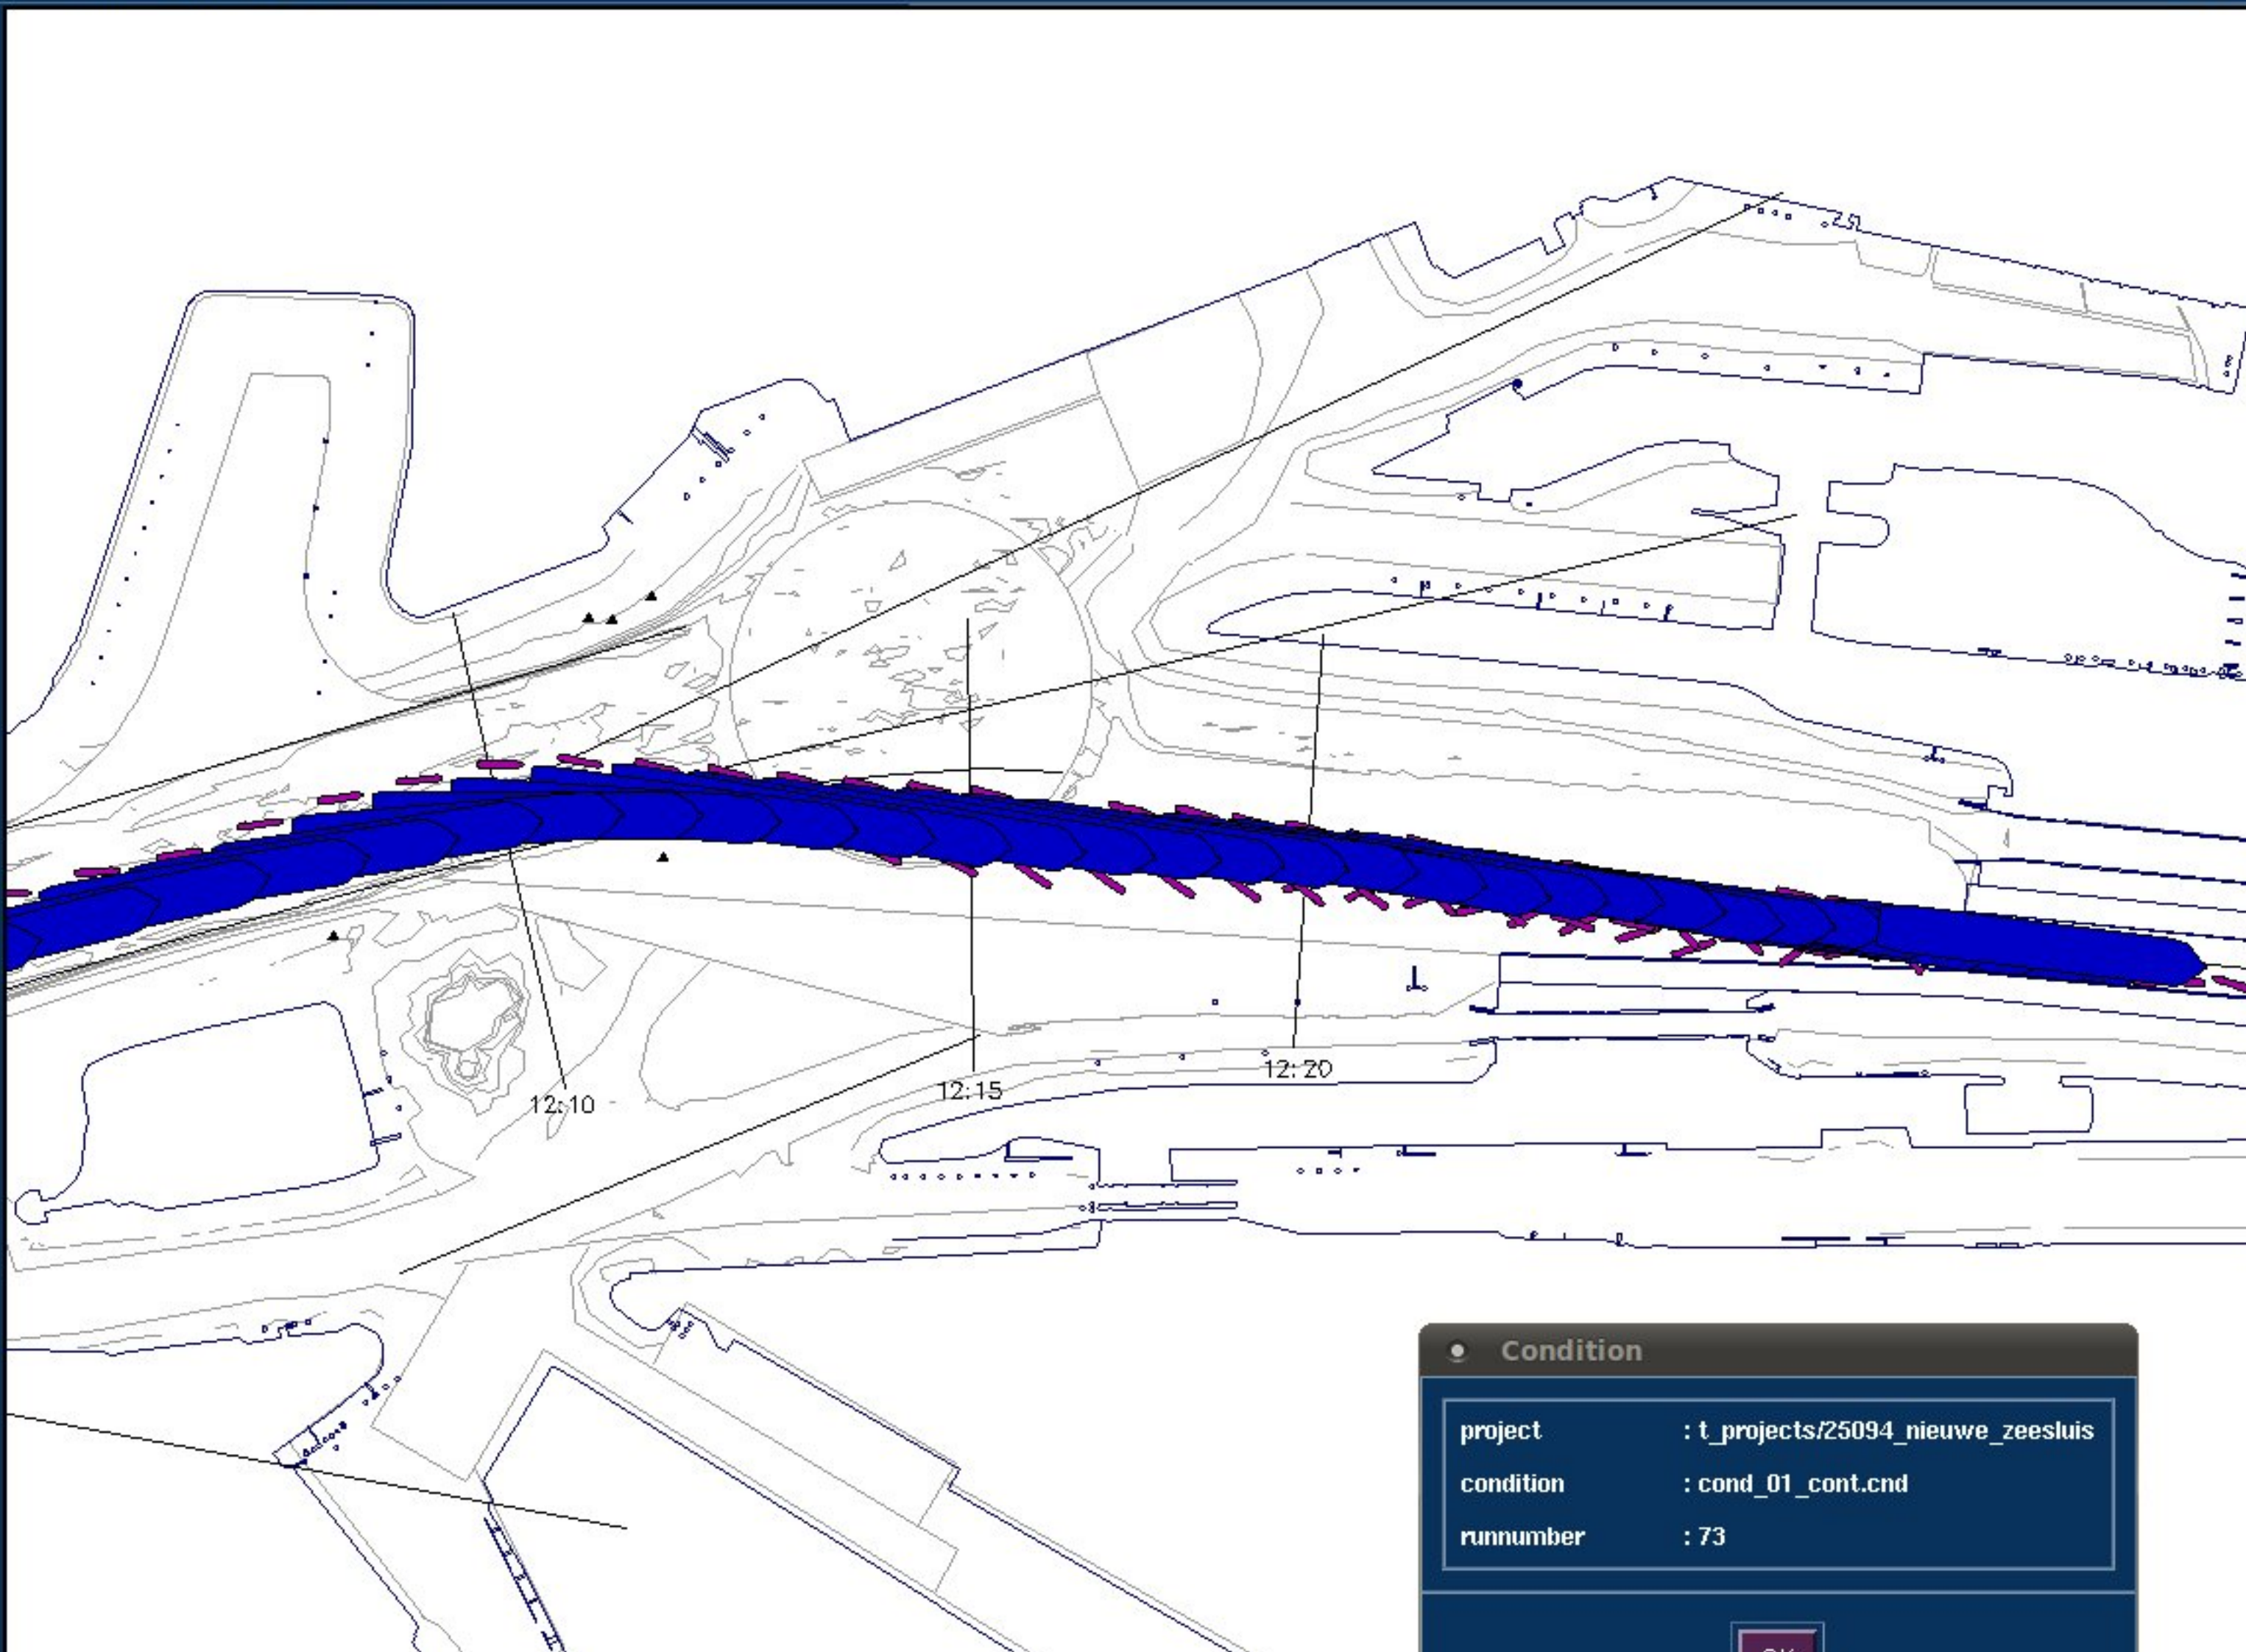 12:10
12:15
12:20
Condition
project : t_projects/25094_nieuwe_zeesluis
condition : cond_01_cont.cnd
runnumber : 73